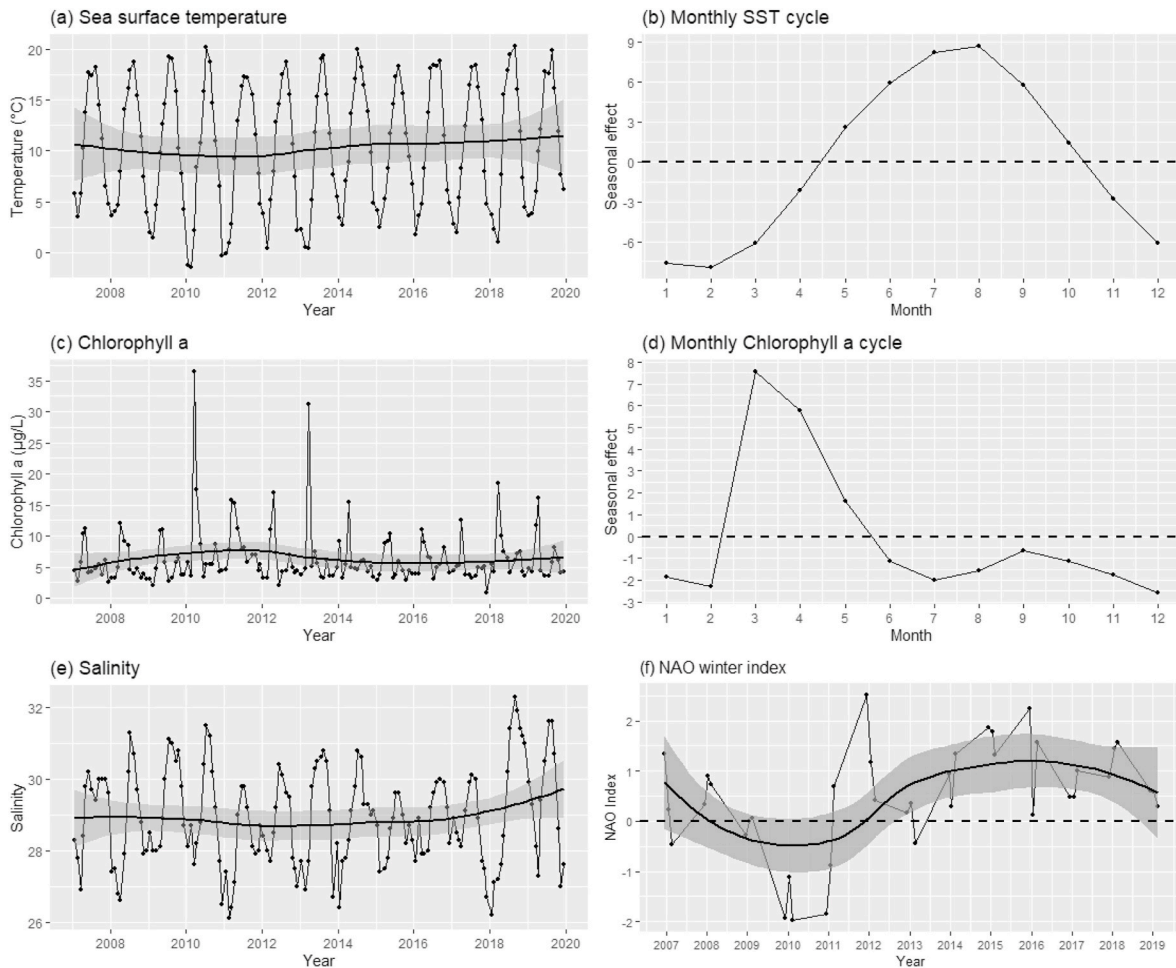 (a) Sea surface temperature
Temperature (°C)
20
15
10
5
0
2008 2010 2012 2014 2016 2018 2020
Year
(b) Monthly SST cycle
Seasonal effect
9
6
3
0
-3
-6
1 2 3 4 5 6 7 8 9 10 11 12
Month
(c) Chlorophyll a
Chlorophyll a (µg/L)
35
30
25
20
15
10
5
0
2008 2010 2012 2014 2016 2018 2020
Year
(d) Monthly Chlorophyll a cycle
Seasonal effect
8
7
6
5
4
3
2
1
0
-1
-2
-3
1 2 3 4 5 6 7 8 9 10 11 12
Month
(e) Salinity
Salinity
32
30
28
26
2008 2010 2012 2014 2016 2018 2020
Year
(f) NAO winter index
NAO Index
2
1
0
-1
-2
2007 2008 2009 2010 2011 2012 2013 2014 2015 2016 2017 2018 2019
Year